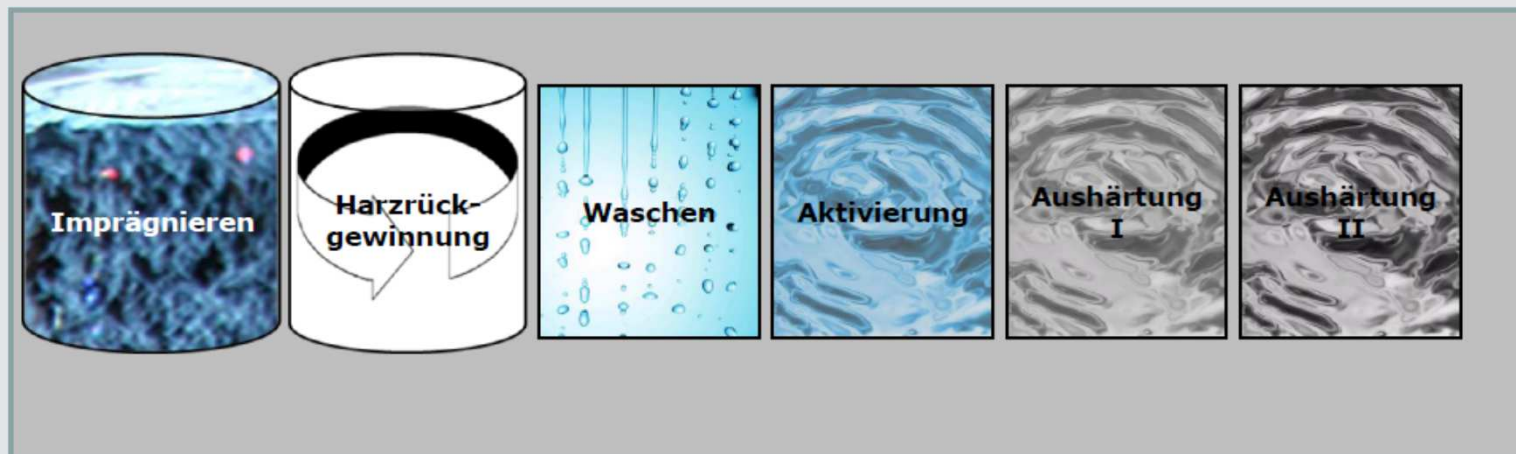 Imprägnieren
Harzrück-
gewinnung
Waschen
Aktivierung
Aushärtung
I
Aushärtung
II